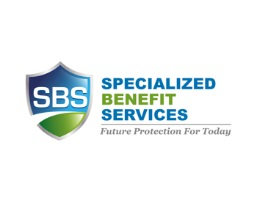 SBS
SPECIALIZED
BENEFIT
SERVICES
Future Protection For Today